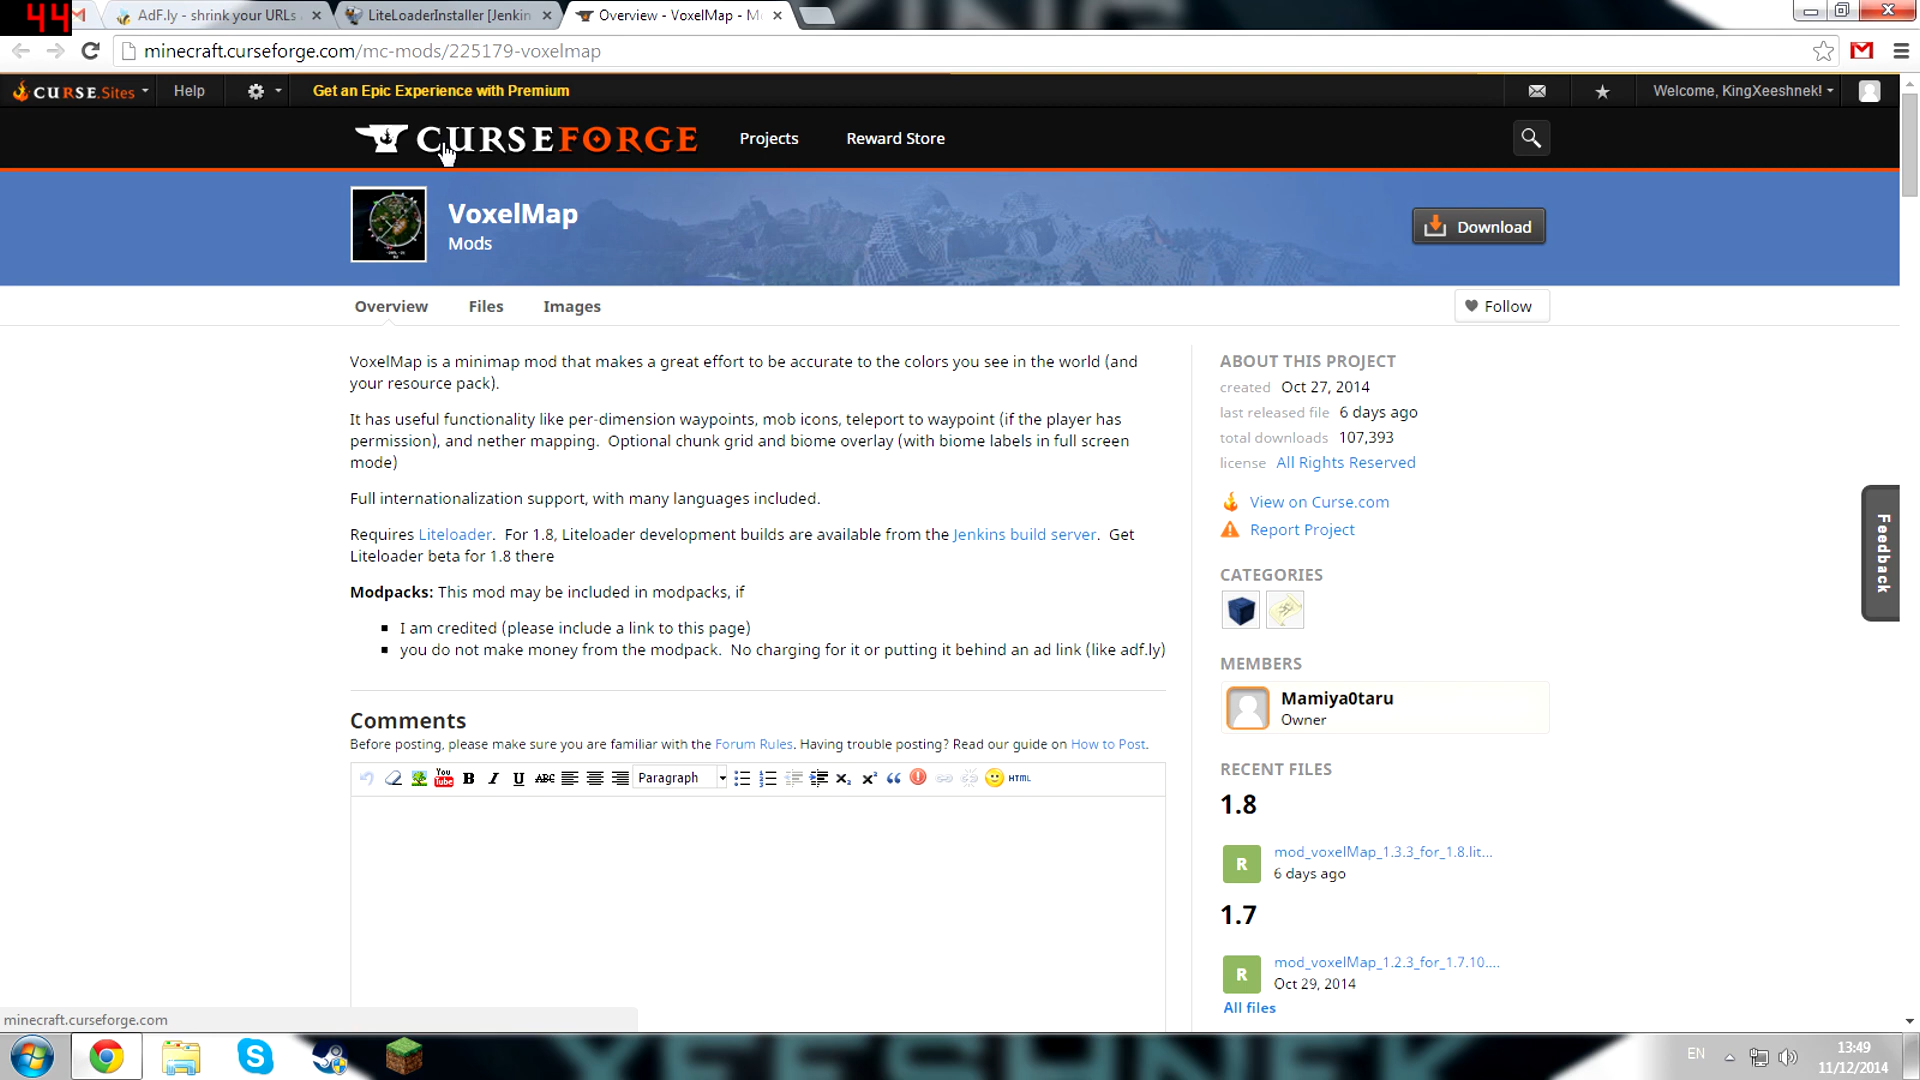 44
AdF.ly - shrink your URLs
LiteLoaderInstaller [Jenkin
Overview - VoxelMap - M
minecraft.curseforge.com/mc-mods/225179-voxelmap
CURSE.Sites
Help
Get an Epic Experience with Premium
Welcome, KingXeeshnek!
CURSEFORGE
Projects
Reward Store
VoxelMap
Mods
Download
Overview
Files
Images
Follow
VoxelMap is a minimap mod that makes a great effort to be accurate to the colors you see in the world (and
your resource pack).
It has useful functionality like per-dimension waypoints, mob icons, teleport to waypoint (if the player has
permission), and nether mapping. Optional chunk grid and biome overlay (with biome labels in full screen
mode)
Full internationalization support, with many languages included.
Requires Liteloader. For 1.8, Liteloader development builds are available from the Jenkins build server. Get
Liteloader beta for 1.8 there
Modpacks: This mod may be included in modpacks, if
I am credited (please include a link to this page)
you do not make money from the modpack. No charging for it or putting it behind an ad link (like adf.ly)
Comments
Before posting, please make sure you are familiar with the Forum Rules. Having trouble posting? Read our guide on How to Post.
You
Tube
B I U ABC
Paragraph
HTML
ABOUT THIS PROJECT
created Oct 27, 2014
last released file 6 days ago
total downloads 107,393
license All Rights Reserved
View on Curse.com
Report Project
CATEGORIES
MEMBERS
Mamiya0taru
Owner
RECENT FILES
1.8
R
mod_voxelMap_1.3.3_for_1.8.lit...
6 days ago
1.7
R
mod_voxelMap_1.2.3_for_1.7.10....
Oct 29, 2014
All files
Feedback
minecraft.curseforge.com
EN
13:49
11/12/2014